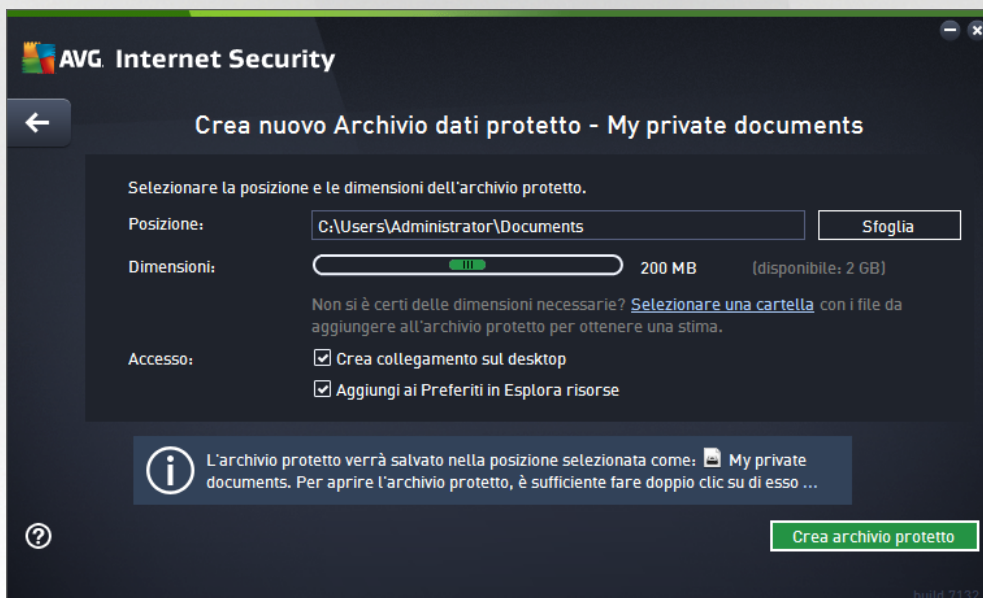 AVG. Internet Security
Crea nuovo Archivio dati protetto - My private documents
Selezionare la posizione e le dimensioni dell'archivio protetto.
Posizione:
C:\Users\Administrator\Documents
Sfoglia
Dimensioni:
200 MB
(disponibile: 2 GB)
Non si è certi delle dimensioni necessarie? Selezionare una cartella con i file da
aggiungere all'archivio protetto per ottenere una stima.
Accesso:
Crea collegamento sul desktop
Aggiungi ai Preferiti in Esplora risorse
L'archivio protetto verrà salvato nella posizione selezionata come: My private
documents. Per aprire l'archivio protetto, è sufficiente fare doppio clic su di esso ...
Crea archivio protetto
build 7132